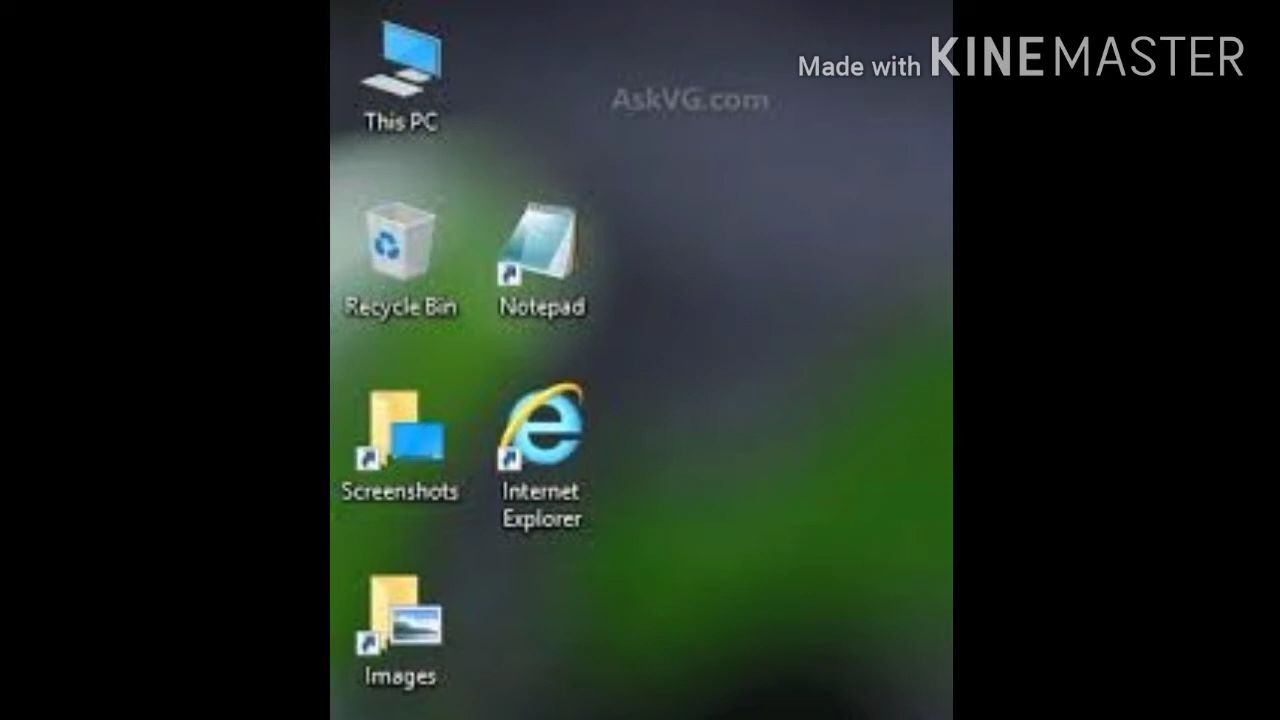 Made with KINEMASTER
AskVG.com
This PC
Recycle Bin
Notepad
Screenshots
Internet
Explorer
Images